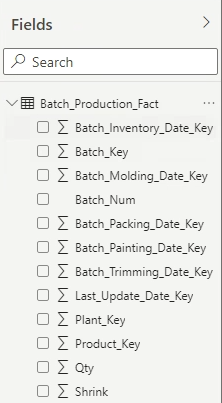 Fields
Search
Batch_Production_Fact
Batch_Inventory_Date_Key
Batch_Key
Batch_Molding_Date_Key
Batch_Num
Batch_Packing_Date_Key
Batch_Painting_Date_Key
Batch_Trimming_Date_Key
Last_Update_Date_Key
Plant_Key
Product_Key
Qty
Shrink